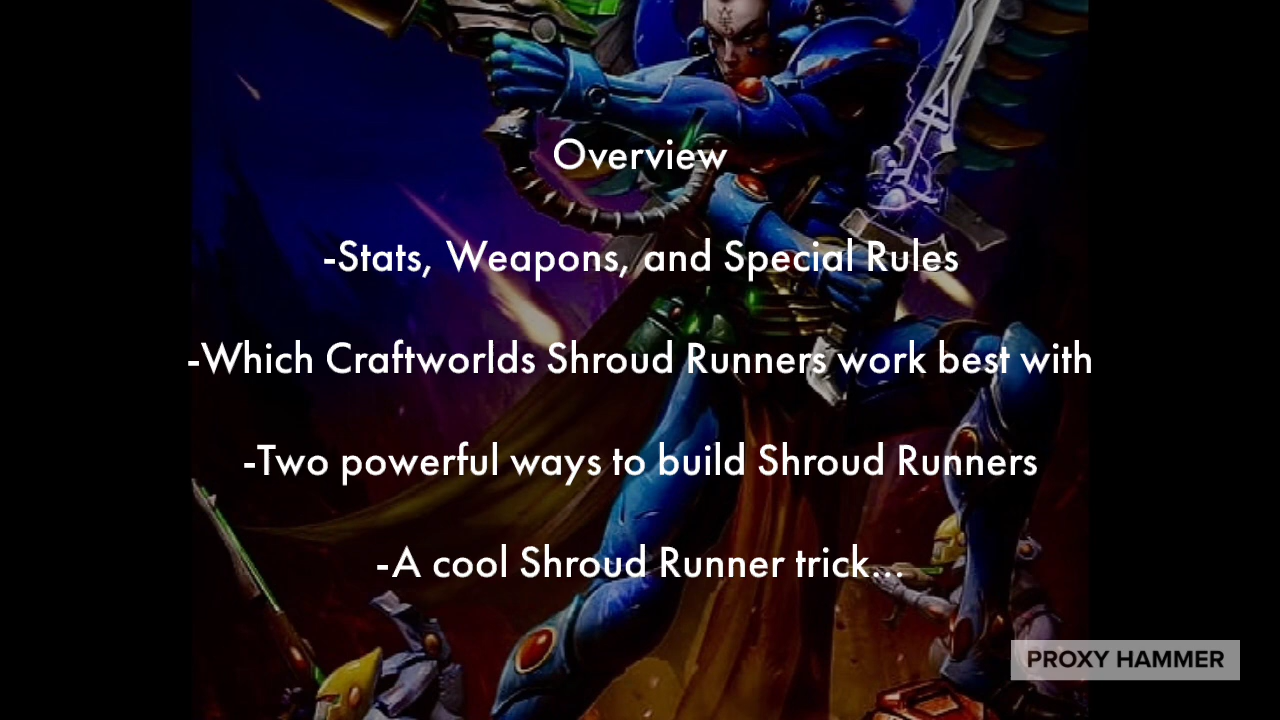 Overview
-Stats, Weapons, and Special Rules
-Which Craftworlds Shroud Runners work best with
-Two powerful ways to build Shroud Runners
-A cool Shroud Runner trick...
PROXY HAMMER